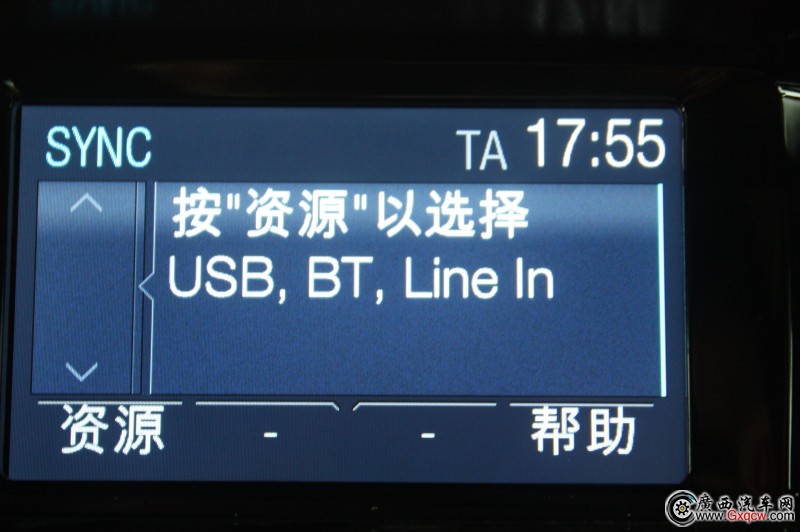 SYNC TA 17:55
按"资源"以选择
USB, BT, Line In
资源 - - 帮助
廣西汽车网
www.Gxqcw.com